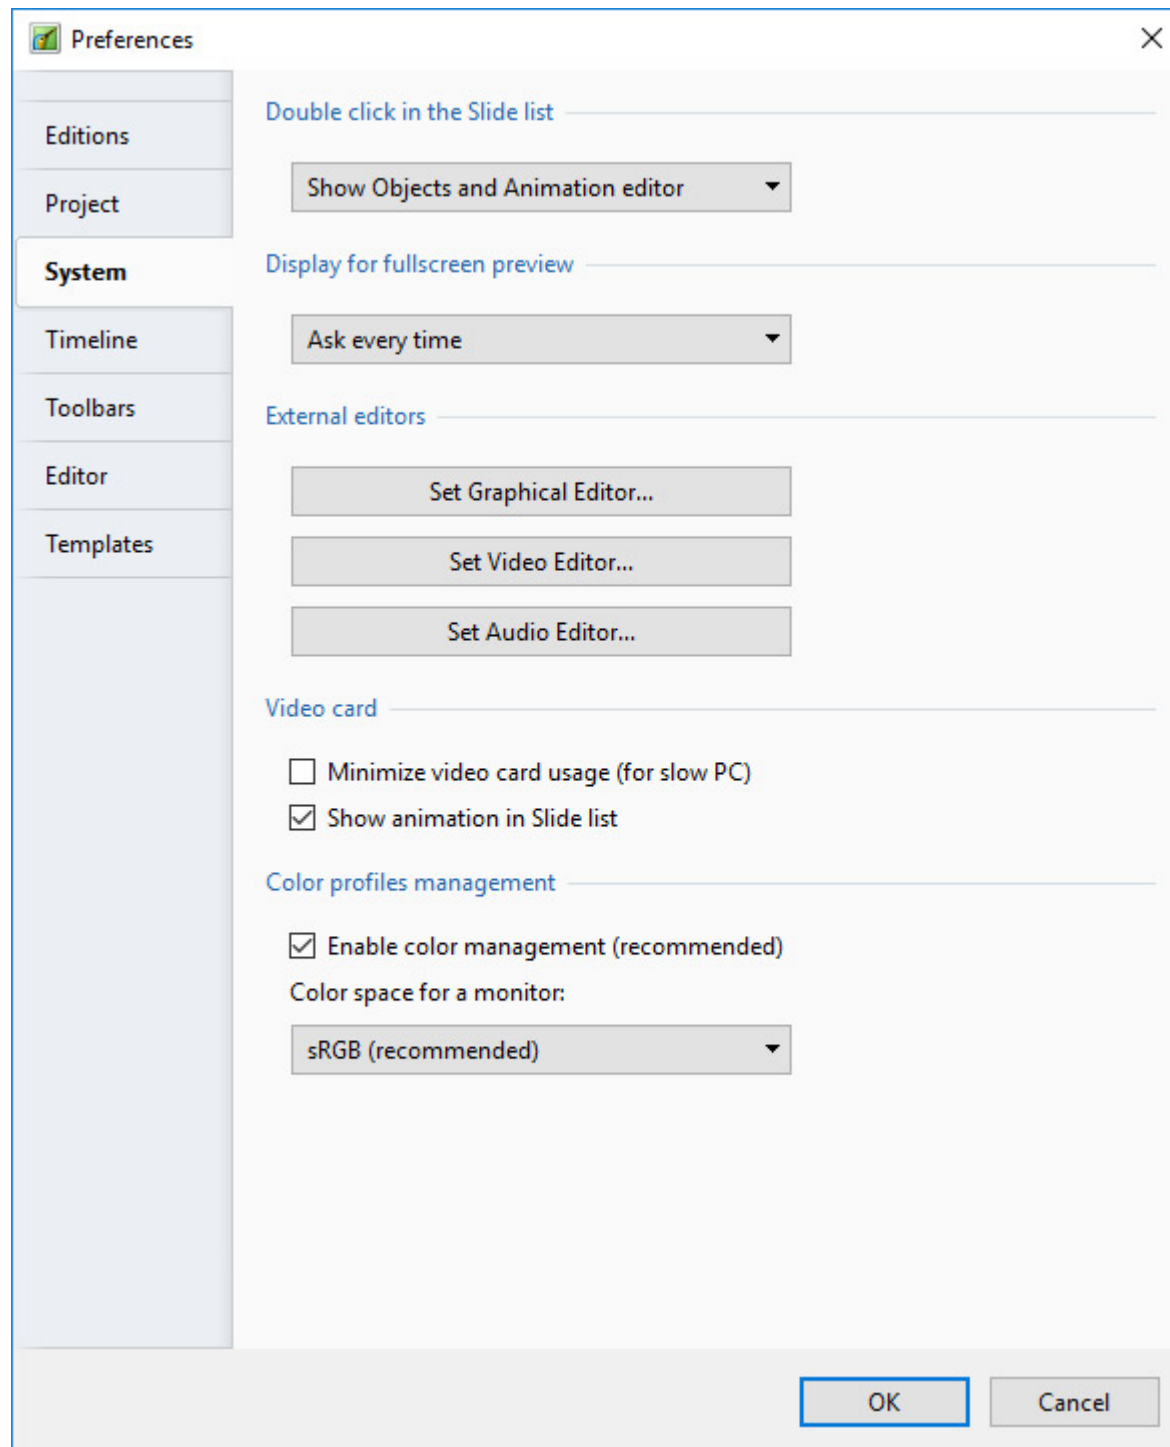 Preferences
Editions
Project
System
Timeline
Toolbars
Editor
Templates
Double click in the Slide list
Show Objects and Animation editor
Display for fullscreen preview
Ask every time
External editors
Set Graphical Editor...
Set Video Editor...
Set Audio Editor...
Video card
Minimize video card usage (for slow PC)
Show animation in Slide list
Color profiles management
Enable color management (recommended)
Color space for a monitor:
sRGB (recommended)
OK
Cancel